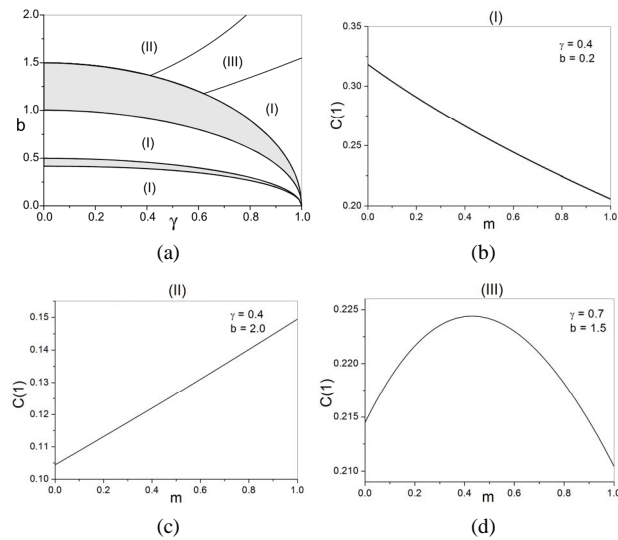 2.0
1.5
1.0
0.5
0.0
b
0.0 0.2 0.4 0.6 0.8 1.0
γ
(II)
(III)
(I)
(I)
(I)
(a)
(I)
0.35
0.30
0.25
0.20
C(1)
γ = 0.4
b = 0.2
0.0 0.2 0.4 0.6 0.8 1.0
m
(b)
(II)
0.15
0.14
0.13
0.12
0.11
0.10
C(1)
γ = 0.4
b = 2.0
0.0 0.2 0.4 0.6 0.8 1.0
m
(c)
(III)
0.225
0.220
0.215
0.210
C(1)
γ = 0.7
b = 1.5
0.0 0.2 0.4 0.6 0.8 1.0
m
(d)